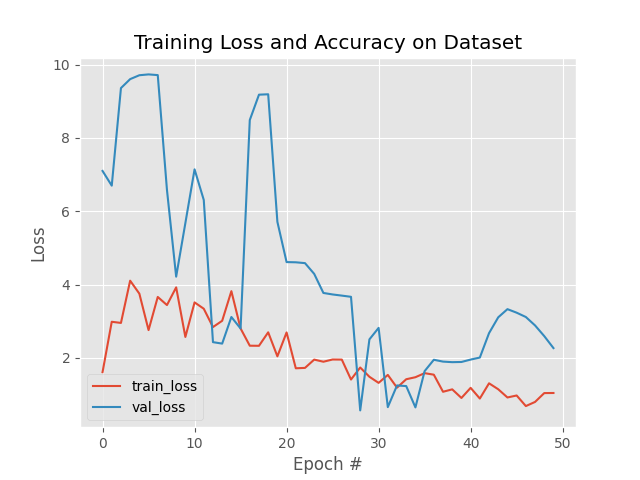 Training Loss and Accuracy on Dataset
10
8
6
4
2
Loss
train_loss
val_loss
0 10 20 30 40 50
Epoch #